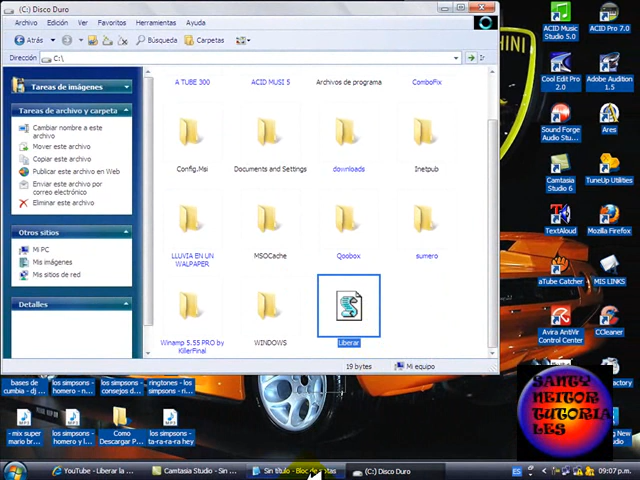 (C:) Disco Duro
Archivo Edición Ver Favoritos Herramientas Ayuda
Atrás Búsqueda Carpetas
Dirección C:\ Ir
Tareas de imágenes
Tareas de archivo y carpeta
Cambiar nombre a este archivo
Mover este archivo
Copiar este archivo
Publicar este archivo en Web
Enviar este archivo por correo electrónico
Eliminar este archivo
Otros sitios
Mi PC
Mis imágenes
Mis sitios de red
Detalles
A TUBE 300 ACID MUSI 5 Archivos de programa ComboFix
Config.Msi Documents and Settings downloads Inetpub
LLUVIA EN UN WALPAPER MSOCache Qoobox sumero
Winamp 5.55 PRO by KillerFinal WINDOWS Liberar
19 bytes Mi equipo
HINI
ACID Music Studio 5.0 ACID Pro 7.0
Cool Edit Pro 2.0 Adobe Audition 1.5
Sound Forge Audio Stu... Ares
Camtasia Studio 6 TuneUp Utilities
TextAloud Mozilla Firefox
aTube Catcher MIS LINKS
Avira AntiVir Control Center CCleaner
bases de cumbia - dj ... los simpsons - homero - n... los simpsons - consejos d... ringtones - los simpsons -...
- mix super mario br... los simpsons - homero y l... Como Descargar P... los simpsons - ta-ra-ra-ra hey
SANTY
NEITOR
TUTORIA
LES
YouTube - Liberar la ... Camtasia Studio - Sin ... Sin título - Bloc de notas (C:) Disco Duro ES 09:07 p.m.